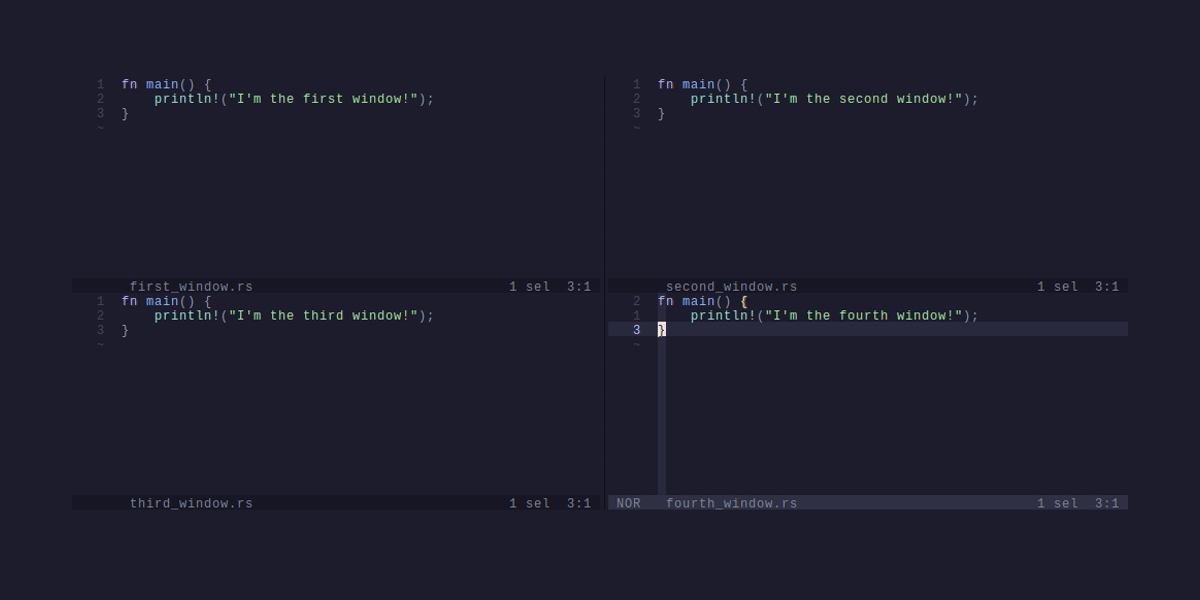 1 fn main() {
2     println!("I'm the first window!");
3 }
~
first_window.rs 1 sel 3:1
1 fn main() {
2     println!("I'm the second window!");
3 }
~
second_window.rs 1 sel 3:1
1 fn main() {
2     println!("I'm the third window!");
3 }
~
third_window.rs 1 sel 3:1
2 fn main() {
1     println!("I'm the fourth window!");
3 }
~
NOR fourth_window.rs 1 sel 3:1